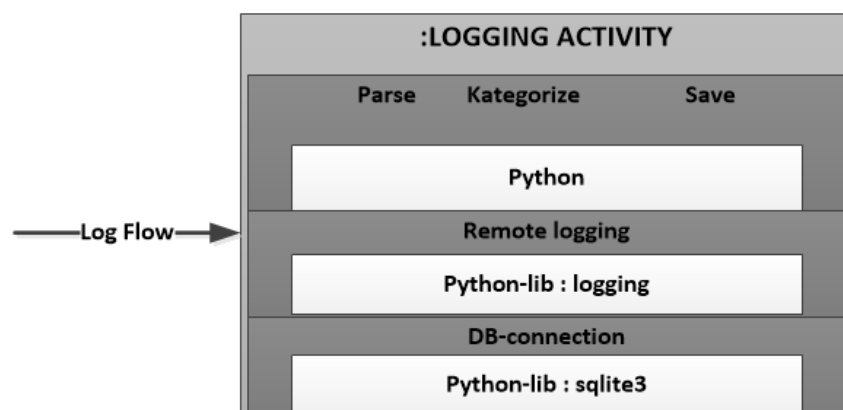 :LOGGING ACTIVITY
Parse Kategorize Save
Python
Log Flow
Remote logging
Python-lib : logging
DB-connection
Python-lib : sqlite3